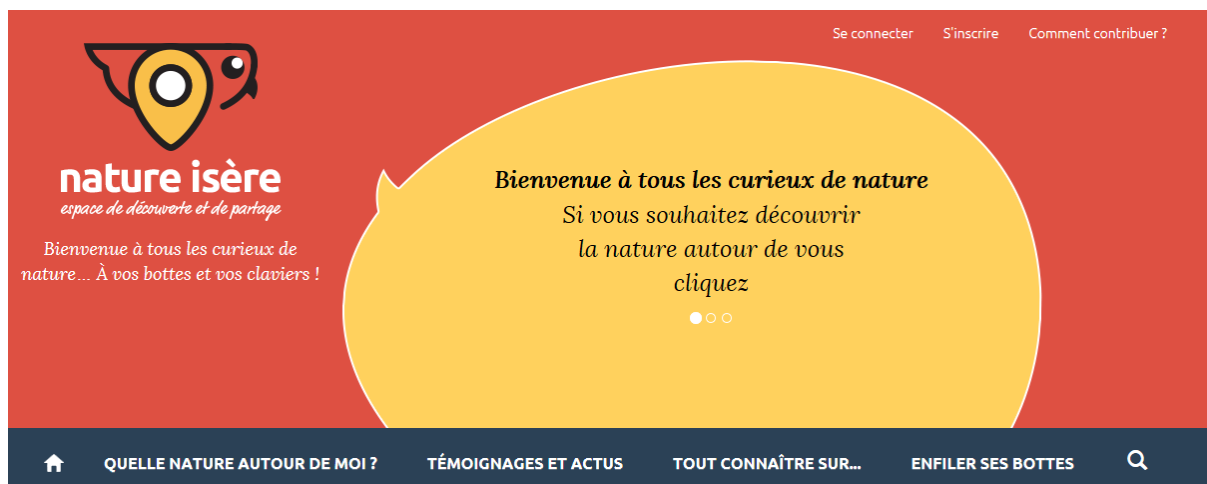 Se connecter S'inscrire Comment contribuer ?
nature isère
espace de découverte et de partage
Bienvenue à tous les curieux de
nature... À vos bottes et vos claviers !
Bienvenue à tous les curieux de nature
Si vous souhaitez découvrir
la nature autour de vous
cliquez
QUELLE NATURE AUTOUR DE MOI ? TÉMOIGNAGES ET ACTUS TOUT CONNAÎTRE SUR... ENFILER SES BOTTES